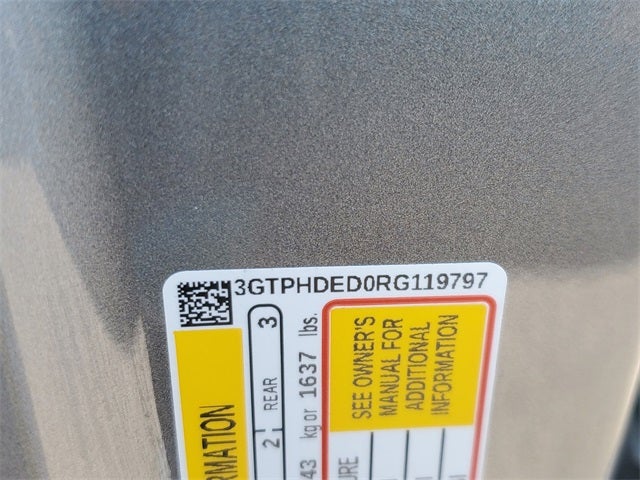 3GTPHDED0RG119797
RMATION
2 REAR 3
43 kg or 1637 lbs.
SEE OWNER'S
MANUAL FOR
ADDITIONAL
INFORMATION
URE